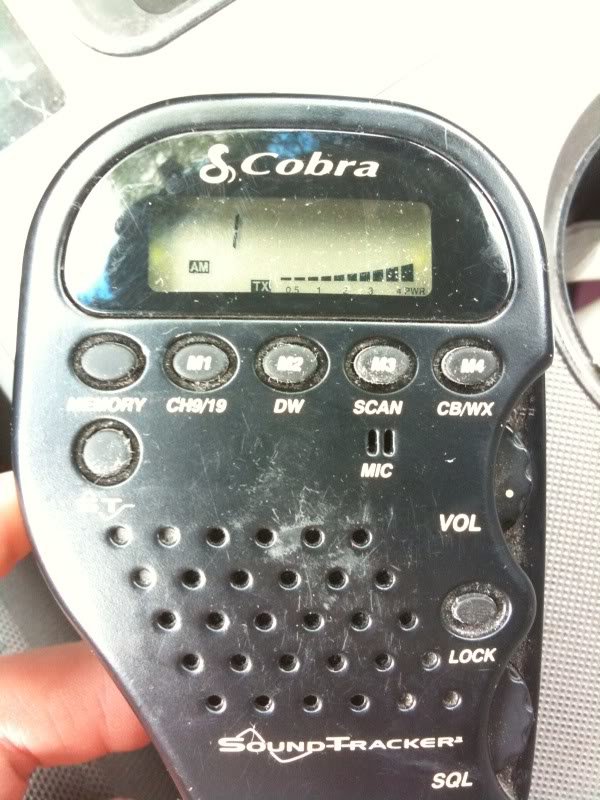 Cobra
AM
TX 0.5 1 2 3 4 PWR
M1 M2 M3 M4
MEMORY CH9/19 DW SCAN CB/WX
MIC
VOL
LOCK
SOUNDTRACKER
SQL